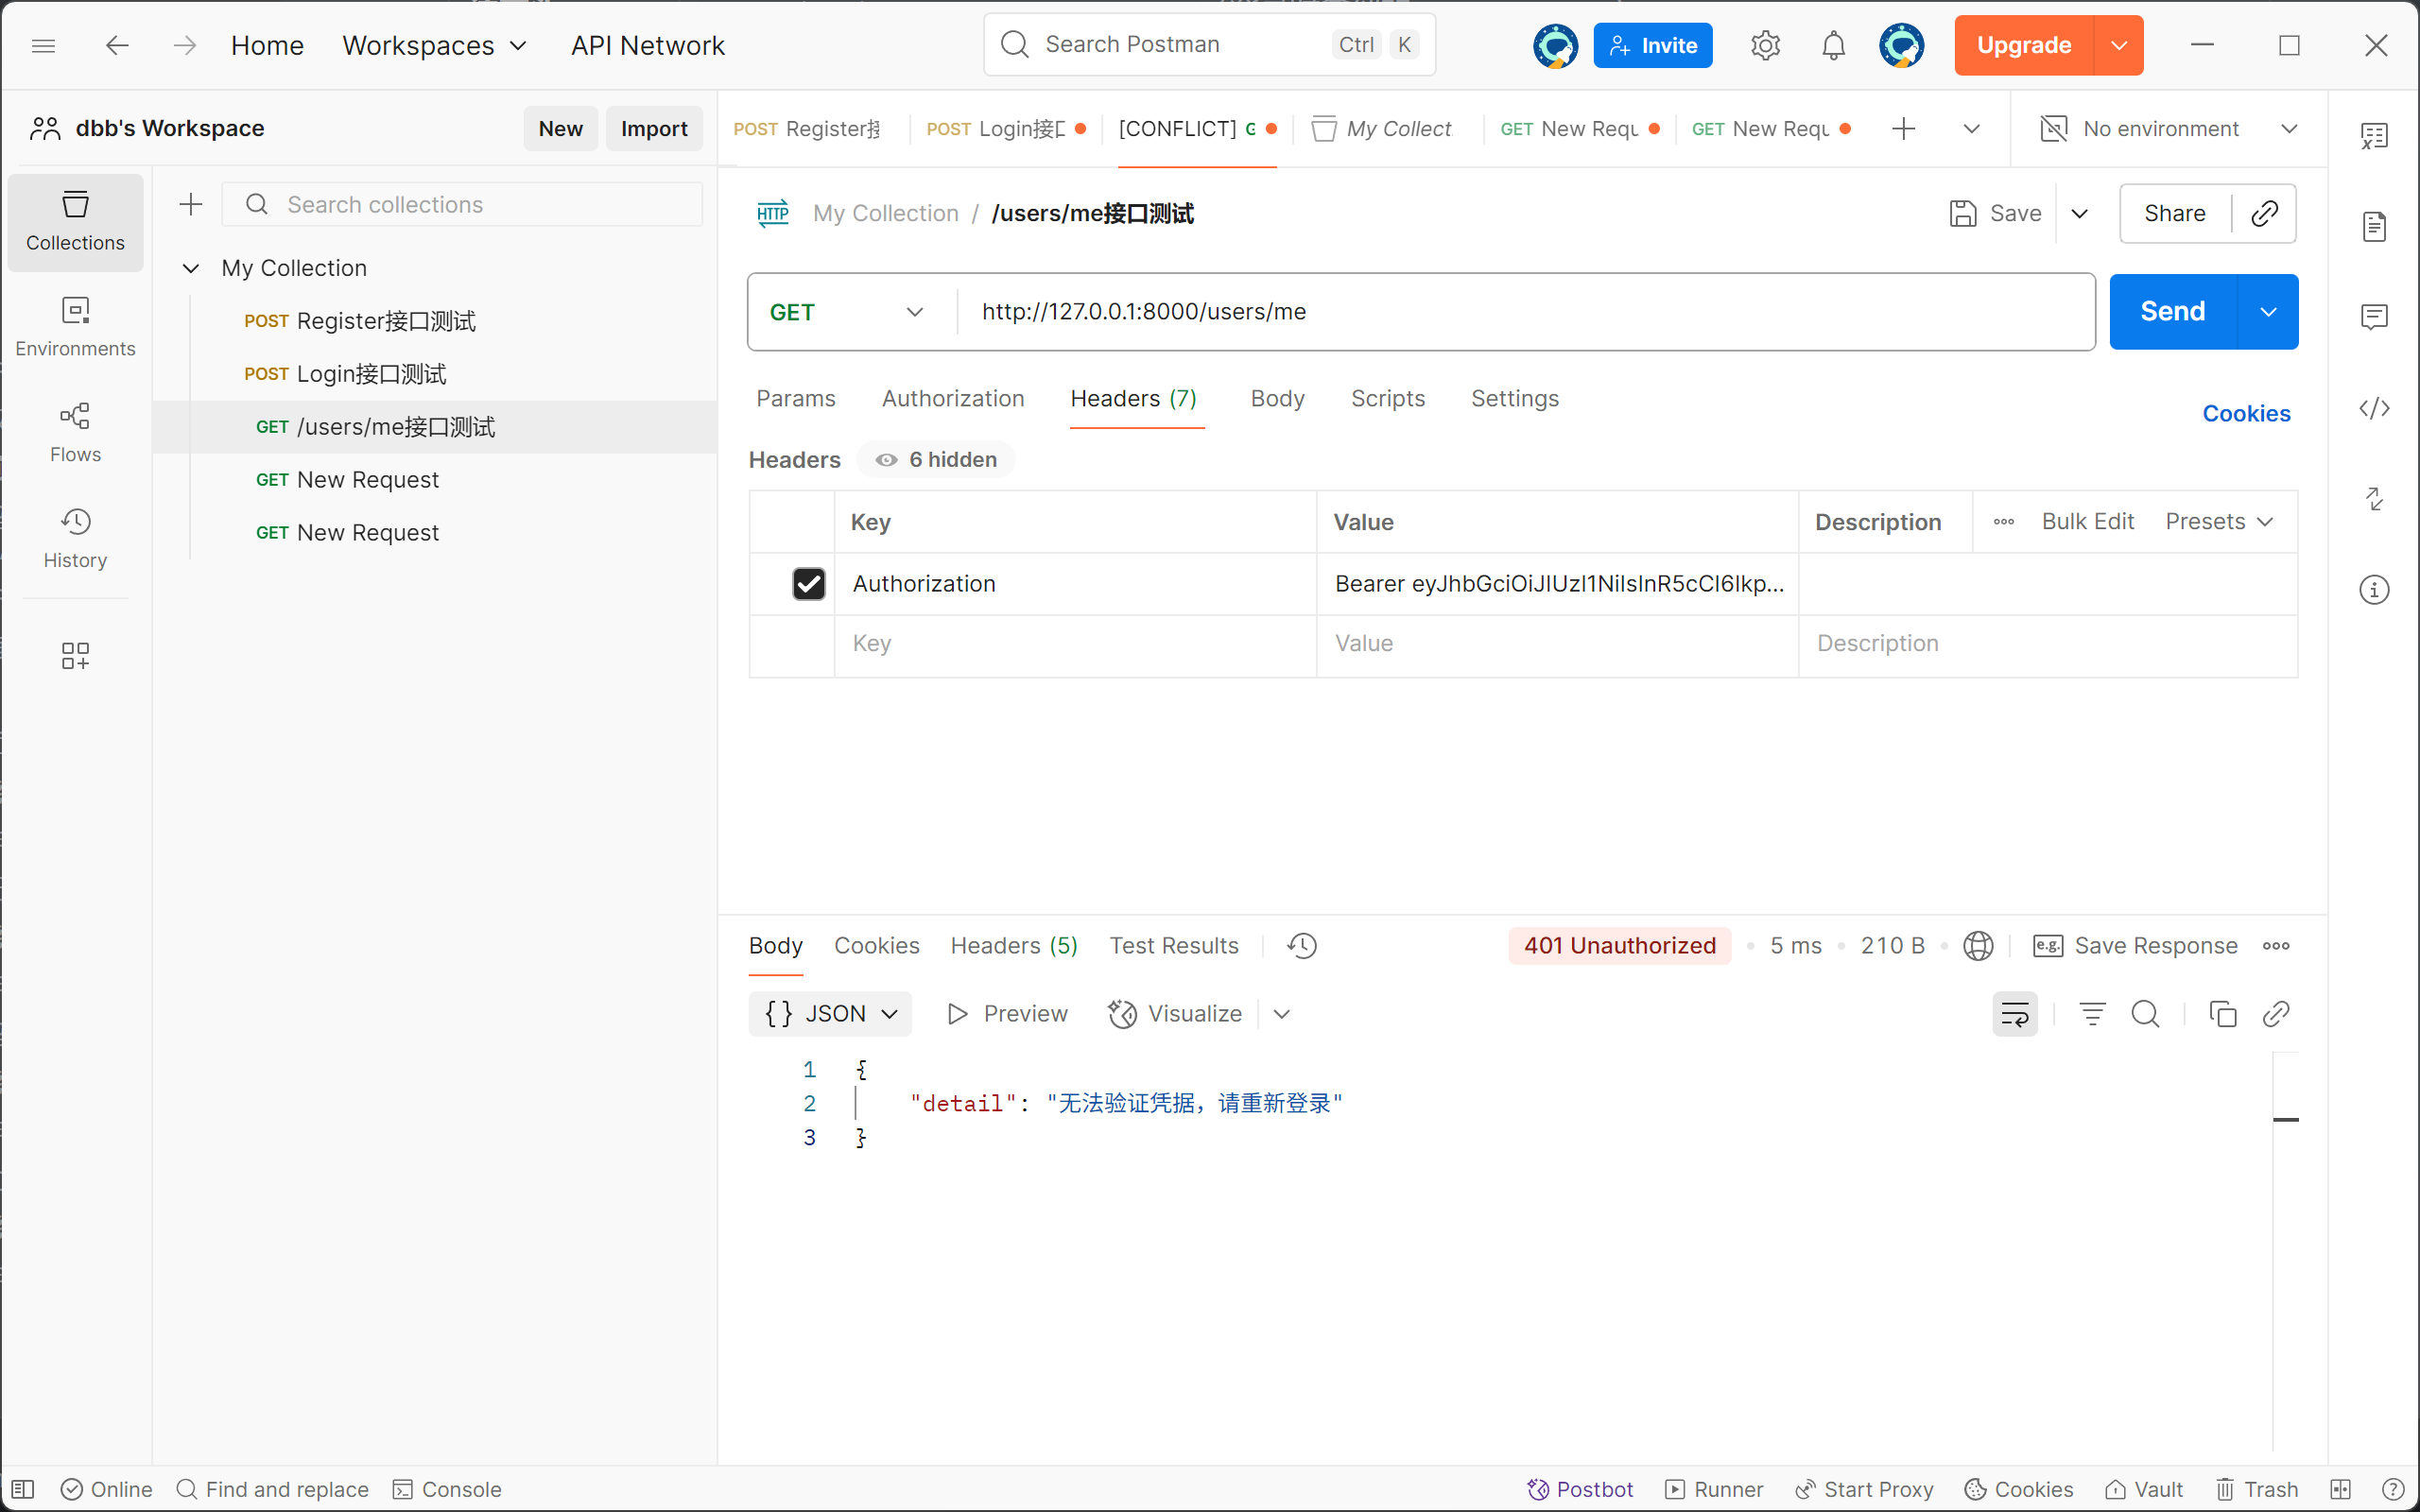 Home
Workspaces
API Network
Search Postman
Ctrl
K
Invite
Upgrade
dbb's Workspace
New
Import
POST Register接
POST Login接口
[CONFLICT] G
My Collect
GET New Requ
GET New Requ
No environment
Collections
Environments
Flows
History
Search collections
My Collection
POST Register接口测试
POST Login接口测试
GET /users/me接口测试
GET New Request
GET New Request
HTTP
My Collection / /users/me接口测试
Save
Share
GET
http://127.0.0.1:8000/users/me
Send
Params
Authorization
Headers (7)
Body
Scripts
Settings
Cookies
Headers
6 hidden
Key
Value
Description
Bulk Edit
Presets
Authorization
Bearer eyJhbGciOiJIUzI1NiIsInR5cCI6Ikp...
Key
Value
Description
Body
Cookies
Headers (5)
Test Results
401 Unauthorized
5 ms
210 B
e.g.
Save Response
{ } JSON
Preview
Visualize
1 {
2 "detail": "无法验证凭据，请重新登录"
3 }
Online
Find and replace
Console
Postbot
Runner
Start Proxy
Cookies
Vault
Trash